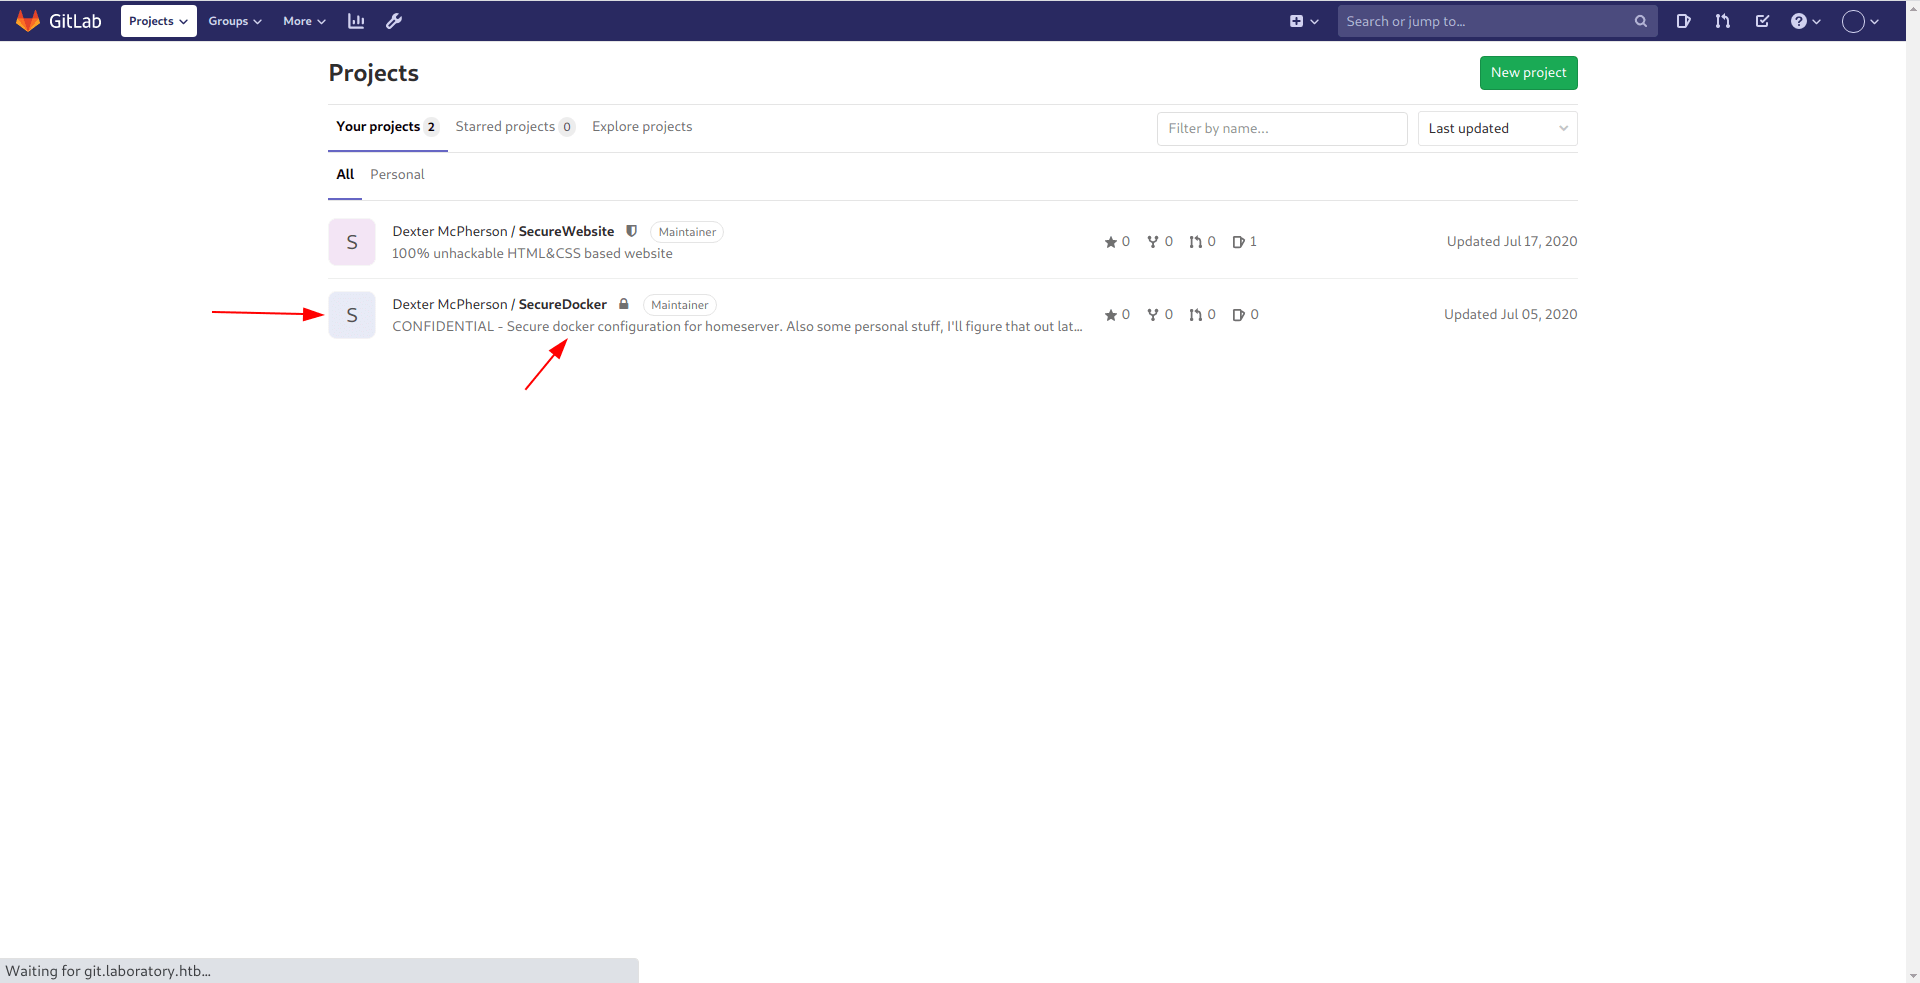 GitLab Projects Groups More Search or jump to...
Projects
New project
Your projects 2 Starred projects 0 Explore projects Filter by name... Last updated
All Personal
S Dexter McPherson / SecureWebsite Maintainer 0 0 0 1 Updated Jul 17, 2020
100% unhackable HTML&CSS based website
S Dexter McPherson / SecureDocker Maintainer 0 0 0 0 Updated Jul 05, 2020
CONFIDENTIAL - Secure docker configuration for homeserver. Also some personal stuff, I'll figure that out lat...
Waiting for git.laboratory.htb...